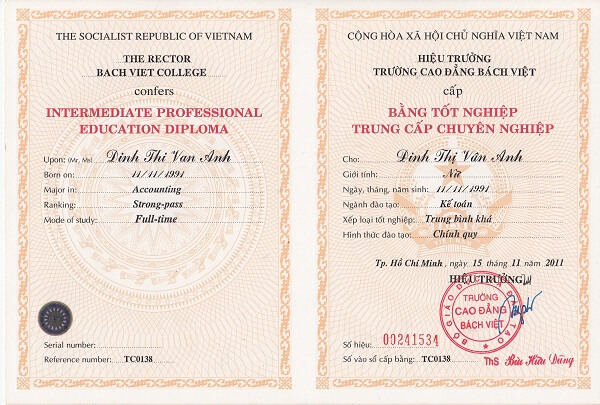 THE SOCIALIST REPUBLIC OF VIETNAM
THE RECTOR
BACH VIET COLLEGE
confers
INTERMEDIATE PROFESSIONAL
EDUCATION DIPLOMA
Upon: (Mr, Ms) Dinh Thi Van Anh
Born on: 11/11/1991
Major in: Accounting
Ranking: Strong-pass
Mode of study: Full-time
Serial number:
Reference number: TC0138
CỘNG HÒA XÃ HỘI CHỦ NGHĨA VIỆT NAM
HIỆU TRƯỞNG
TRƯỜNG CAO ĐẲNG BÁCH VIỆT
cấp
BẰNG TỐT NGHIỆP
TRUNG CẤP CHUYÊN NGHIỆP
Cho: Đinh Thị Vân Anh
Giới tính: Nữ
Ngày, tháng, năm sinh: 11/11/1991
Ngành đào tạo: Kế toán
Xếp loại tốt nghiệp: Trung bình khá
Hình thức đào tạo: Chính quy
Tp. Hồ Chí Minh, ngày 15 tháng 11 năm 2011
HIỆU TRƯỞNG
BỘ GIÁO DỤC VÀ ĐÀO TẠO
TRƯỜNG
CAO ĐẲNG
BÁCH VIỆT
Số hiệu: 00241534
Số vào sổ cấp bằng: TC0138
ThS Bùi Hữu Dũng